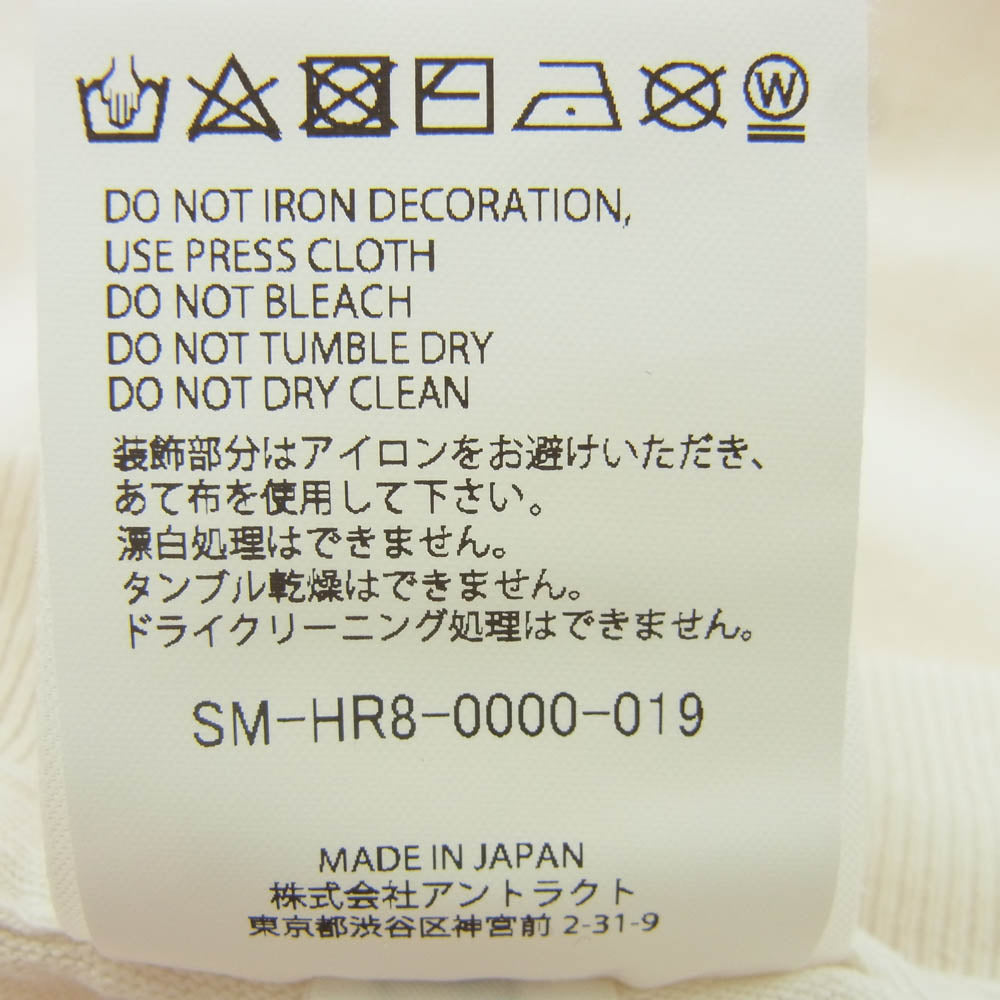 W
DO NOT IRON DECORATION,
USE PRESS CLOTH
DO NOT BLEACH
DO NOT TUMBLE DRY
DO NOT DRY CLEAN
装飾部分はアイロンをお避けいただき、
あて布を使用して下さい。
漂白処理はできません。
タンブル乾燥はできません。
ドライクリーニング処理はできません。
SM-HR8-0000-019
MADE IN JAPAN
株式会社アントラクト
東京都渋谷区神宮前 2-31-9